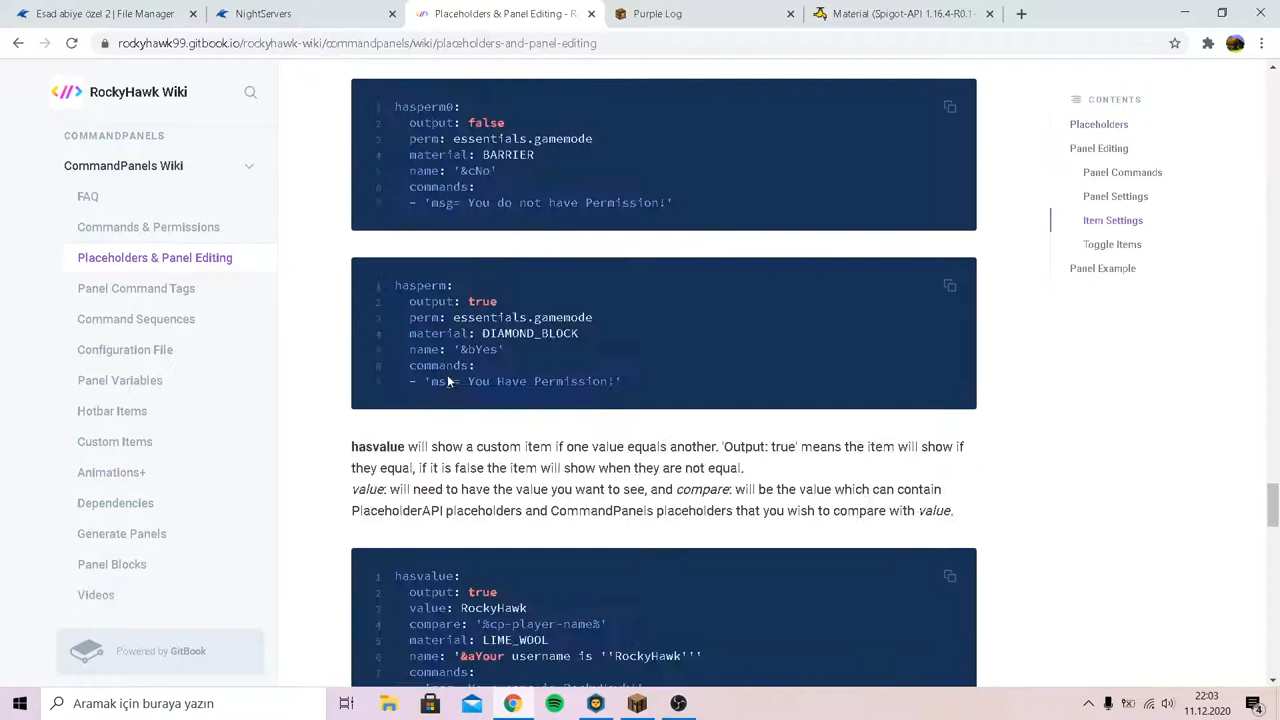 Esad abiye 2 File Manager
NightServers
Placeholders & Panel Editing - R
Purple Log
Material (Spigot-API 1.16.4-R0.1-
rockyhawk99.gitbook.io/rockyhawk-wiki/commandpanels/wiki/placeholders-and-panel-editing
RockyHawk Wiki
COMMANDPANELS
CommandPanels Wiki
FAQ
Commands & Permissions
Placeholders & Panel Editing
Panel Command Tags
Command Sequences
Configuration File
Panel Variables
Hotbar Items
Custom Items
Animations+
Dependencies
Generate Panels
Panel Blocks
Videos
Powered by GitBook
hasperm0:
output: false
perm: essentials.gamemode
material: BARRIER
name: '&cNo'
commands:
- 'msg= You do not have Permission!'
hasperm:
output: true
perm: essentials.gamemode
material: DIAMOND_BLOCK
name: '&bYes'
commands:
- 'msg= You Have Permission!'
hasvalue will show a custom item if one value equals another. 'Output: true' means the item will show if
they equal, if it is false the item will show when they are not equal.
value: will need to have the value you want to see, and compare: will be the value which can contain
PlaceholderAPI placeholders and CommandPanels placeholders that you wish to compare with value.
1 hasvalue:
2 output: true
3 value: RockyHawk
4 compare: '%cp-player-name%'
5 material: LIME_WOOL
6 name: '&aYour username is ''RockyHawk'''
7 commands:
CONTENTS
Placeholders
Panel Editing
Panel Commands
Panel Settings
Item Settings
Toggle Items
Panel Example
Aramak için buraya yazın
22:03
11.12.2020
4